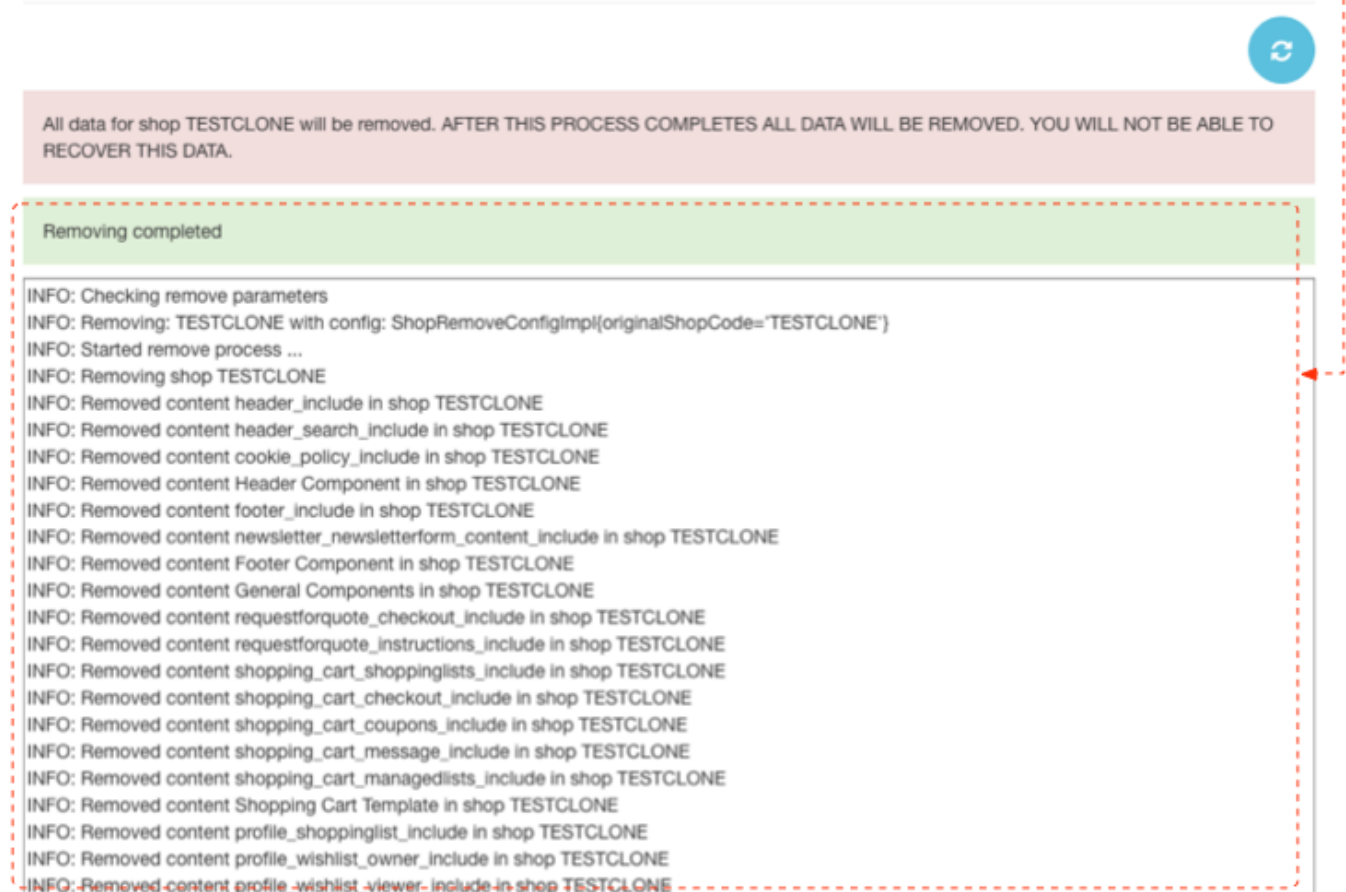 All data for shop TESTCLONE will be removed. AFTER THIS PROCESS COMPLETES ALL DATA WILL BE REMOVED. YOU WILL NOT BE ABLE TO
RECOVER THIS DATA.
Removing completed
INFO: Checking remove parameters
INFO: Removing: TESTCLONE with config: ShopRemoveConfigImpl{originalShopCode='TESTCLONE'}
INFO: Started remove process ...
INFO: Removing shop TESTCLONE
INFO: Removed content header_include in shop TESTCLONE
INFO: Removed content header_search_include in shop TESTCLONE
INFO: Removed content cookie_policy_include in shop TESTCLONE
INFO: Removed content Header Component in shop TESTCLONE
INFO: Removed content footer_include in shop TESTCLONE
INFO: Removed content newsletter_newsletterform_content_include in shop TESTCLONE
INFO: Removed content Footer Component in shop TESTCLONE
INFO: Removed content General Components in shop TESTCLONE
INFO: Removed content requestforquote_checkout_include in shop TESTCLONE
INFO: Removed content requestforquote_instructions_include in shop TESTCLONE
INFO: Removed content shopping_cart_shoppinglists_include in shop TESTCLONE
INFO: Removed content shopping_cart_checkout_include in shop TESTCLONE
INFO: Removed content shopping_cart_coupons_include in shop TESTCLONE
INFO: Removed content shopping_cart_message_include in shop TESTCLONE
INFO: Removed content shopping_cart_managedlists_include in shop TESTCLONE
INFO: Removed content Shopping Cart Template in shop TESTCLONE
INFO: Removed content profile_shoppinglist_include in shop TESTCLONE
INFO: Removed content profile_wishlist_owner_include in shop TESTCLONE
INFO: Removed content profile_wishlist_viewer_include in shop TESTCLONE